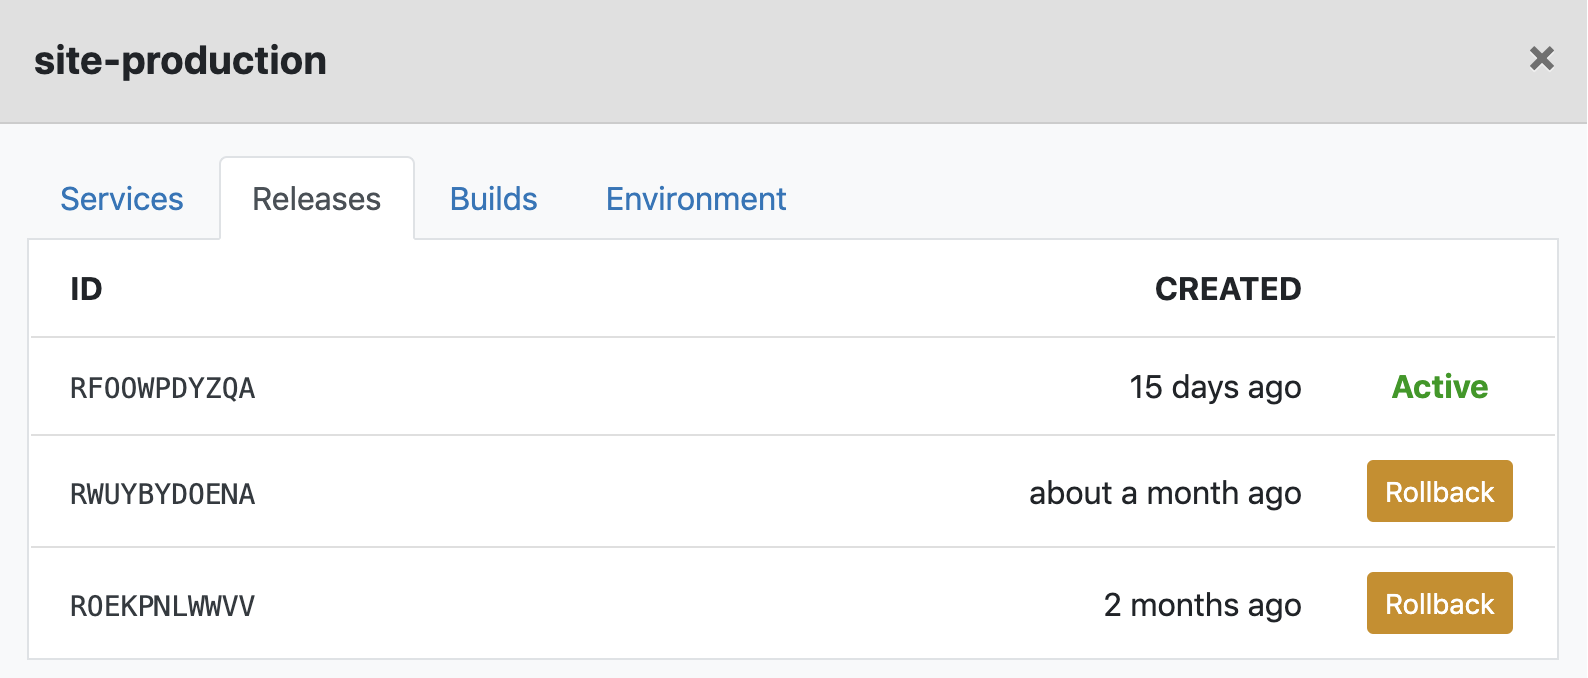 site-production
Services Releases Builds Environment
ID CREATED
RFOOWPDYZQA 15 days ago Active
RWUYBYDOENA about a month ago Rollback
ROEKPNLWWVV 2 months ago Rollback